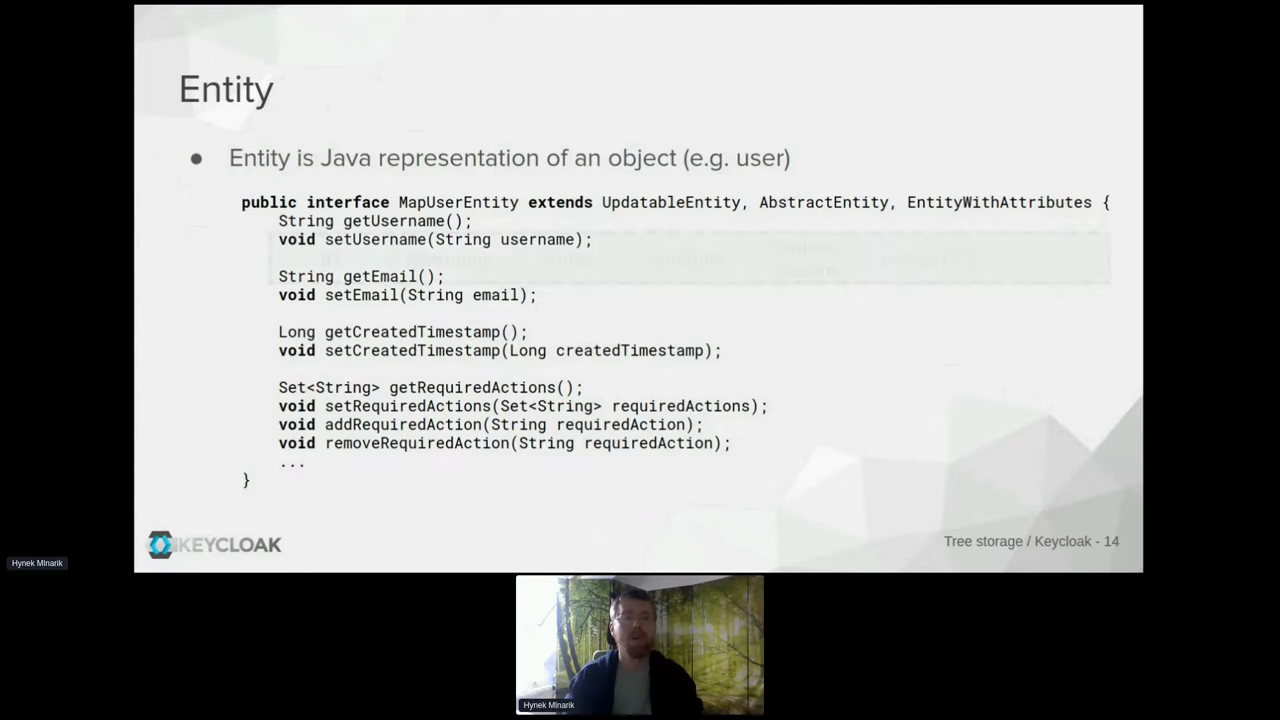 Entity
● Entity is Java representation of an object (e.g. user)
public interface MapUserEntity extends UpdatableEntity, AbstractEntity, EntityWithAttributes {
String getUsername();
void setUsername(String username);
String getEmail();
void setEmail(String email);
Long getCreatedTimestamp();
void setCreatedTimestamp(Long createdTimestamp);
Set<String> getRequiredActions();
void setRequiredActions(Set<String> requiredActions);
void addRequiredAction(String requiredAction);
void removeRequiredAction(String requiredAction);
...
}
KEYCLOAK
Tree storage / Keycloak - 14
Hynek Mlnarik
Hynek Mlnarik